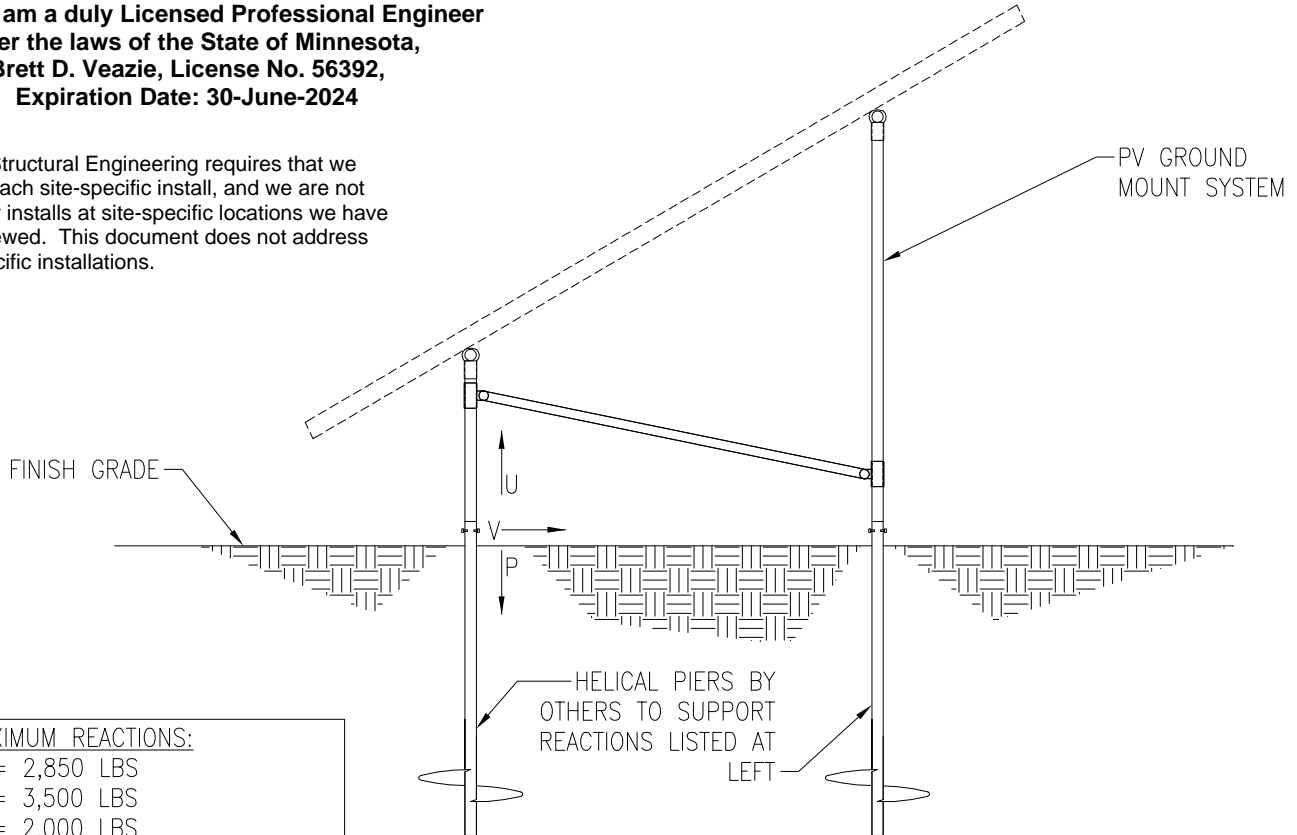 am a duly Licensed Professional Engineer
er the laws of the State of Minnesota,
Brett D. Veazie, License No. 56392,
Expiration Date: 30-June-2024
Structural Engineering requires that we
ach site-specific install, and we are not
installs at site-specific locations we have
ewed. This document does not address
cific installations.
PV GROUND
MOUNT SYSTEM
FINISH GRADE
U
V
P
HELICAL PIERS BY
OTHERS TO SUPPORT
REACTIONS LISTED AT
LEFT
XIMUM REACTIONS:
= 2,850 LBS
= 3,500 LBS
= 2,000 LBS